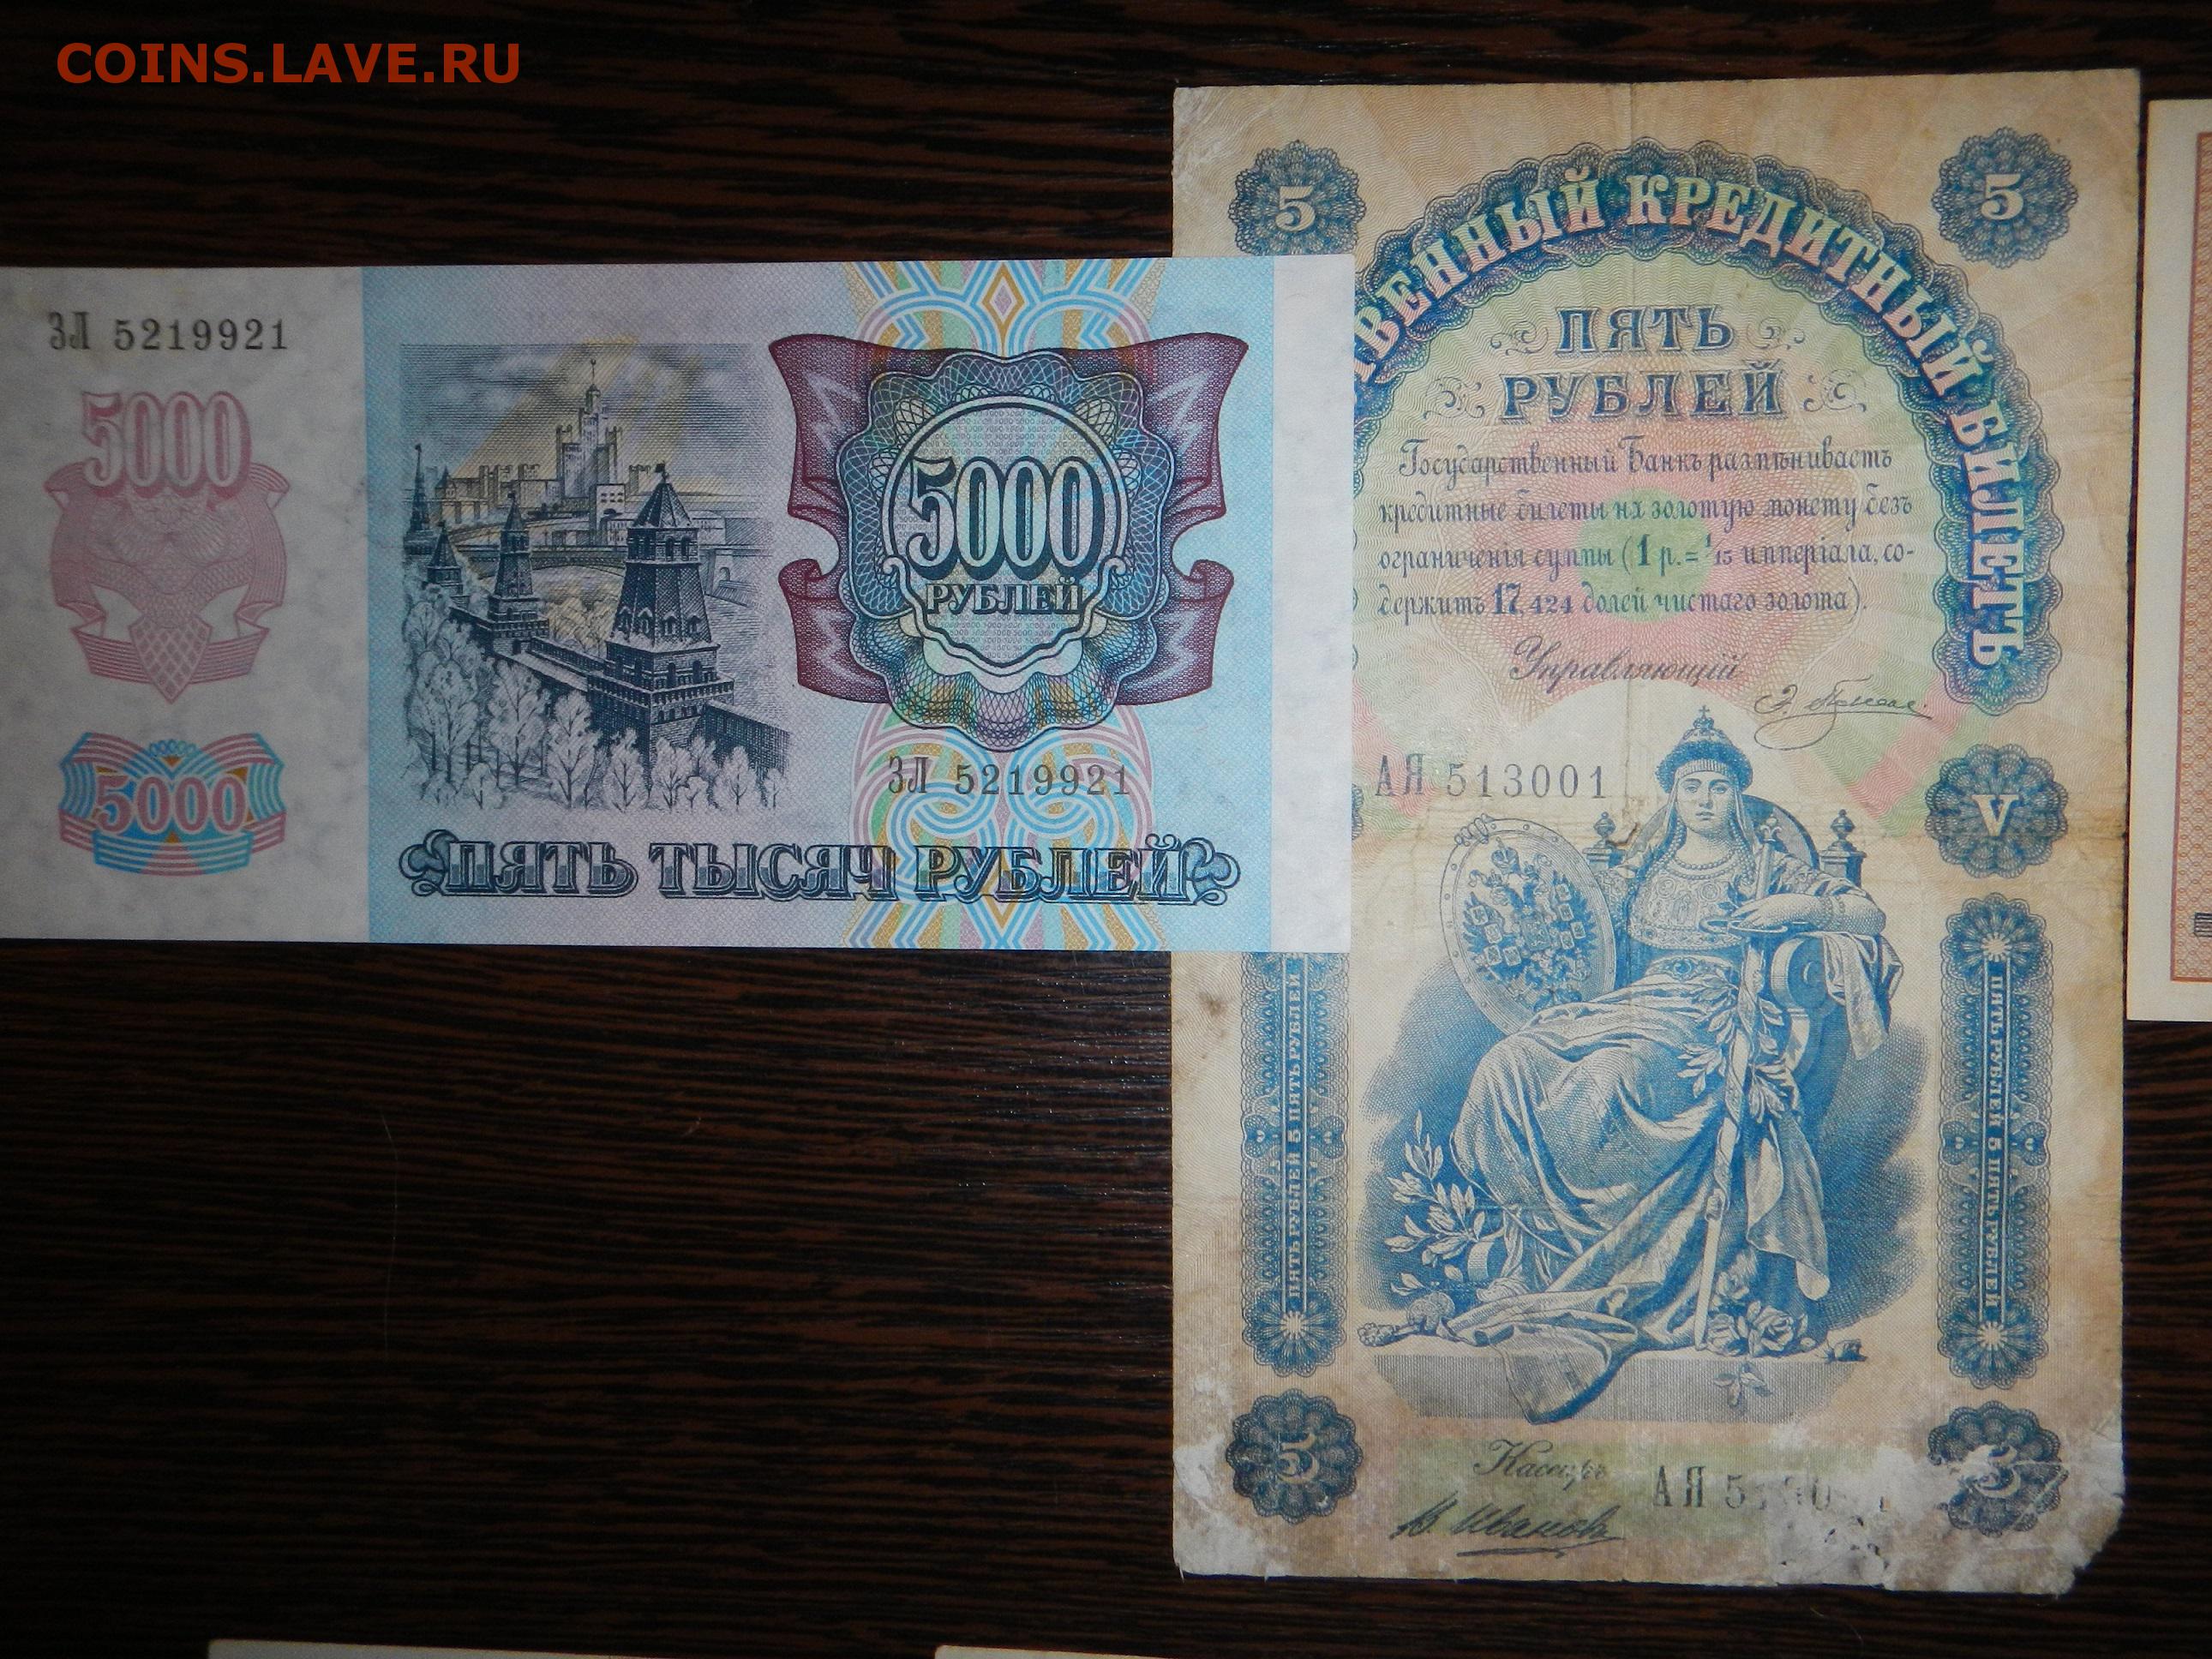 COINS.LAVE.RU
ЗЛ 5219921
5000
5000
5000
РУБЛЕЙ
ЗЛ 5219921
ПЯТЬ ТЫСЯЧ РУБЛЕЙ
5
5
ВЕННЫЙ КРЕДИТНЫЙ БИЛЕТЪ
ПЯТЬ
РУБЛЕЙ
Государственный Банкъ размѣниваетъ
кредитные билеты на золотую монету безъ
ограниченія суммы (1 р. = 1/15 имперіала, со-
держитъ 17,424 долей чистаго золота).
Управляющій
Э. Плеске
АЯ 513001
V
ПЯТЬ РУБЛЕЙ 5 ПЯТЬ РУБЛЕЙ
ПЯТЬ РУБЛЕЙ 5 ПЯТЬ РУБЛЕЙ
5
5
Кассиръ
В. Ивановъ
АЯ